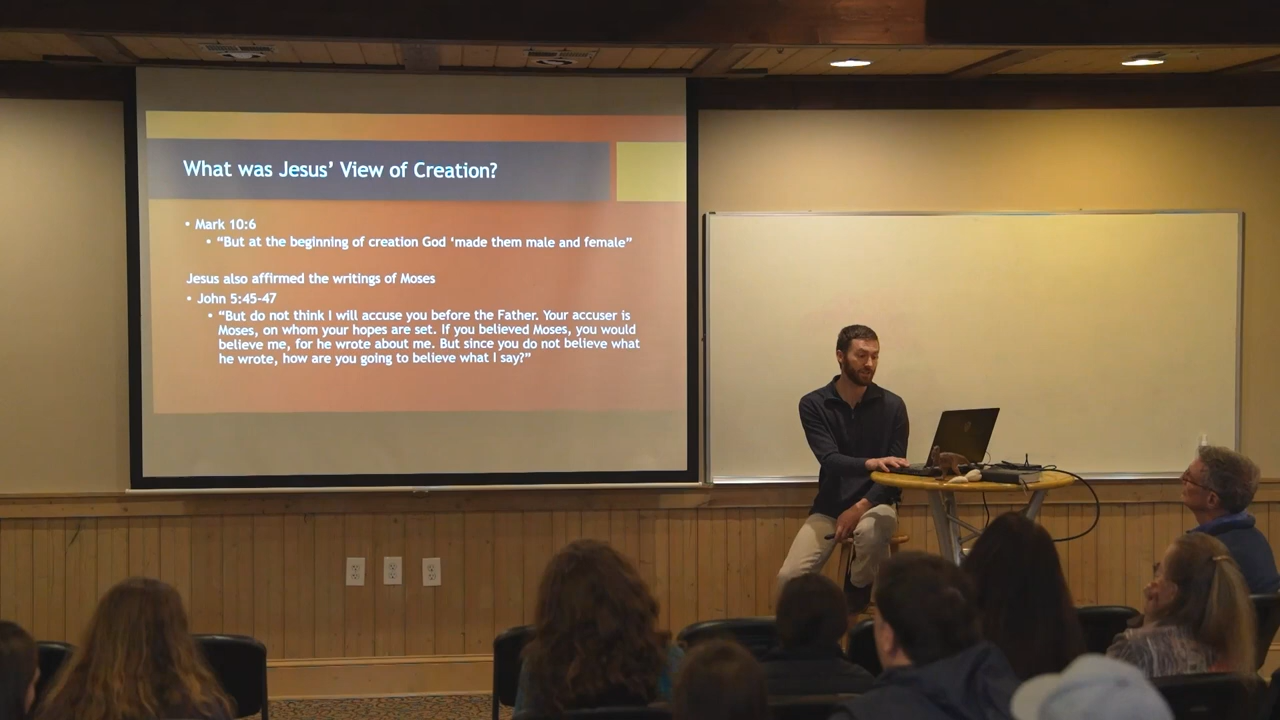 What was Jesus’ View of Creation?
• Mark 10:6
• “But at the beginning of creation God ‘made them male and female”
Jesus also affirmed the writings of Moses
• John 5:45-47
• “But do not think I will accuse you before the Father. Your accuser is
Moses, on whom your hopes are set. If you believed Moses, you would
believe me, for he wrote about me. But since you do not believe what
he wrote, how are you going to believe what I say?”